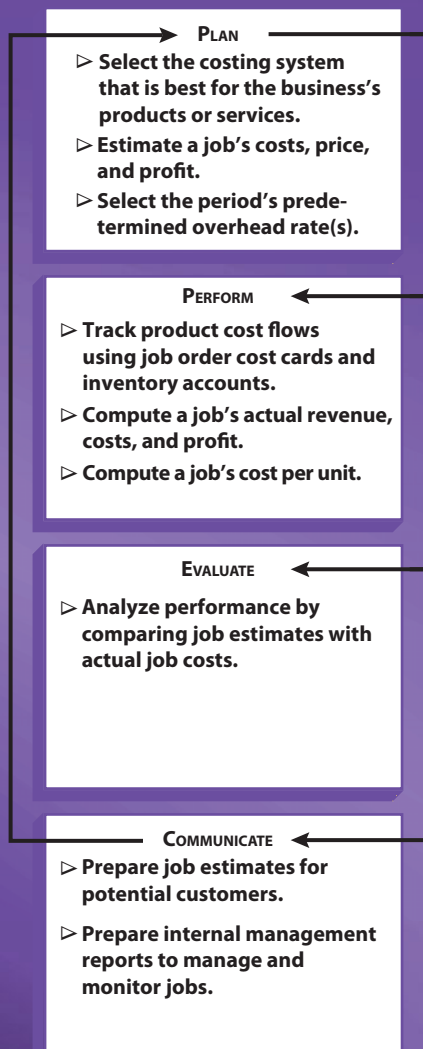 PLAN
▷ Select the costing system
that is best for the business's
products or services.
▷ Estimate a job's costs, price,
and profit.
▷ Select the period's prede-
termined overhead rate(s).
PERFORM
▷ Track product cost flows
using job order cost cards and
inventory accounts.
▷ Compute a job's actual revenue,
costs, and profit.
▷ Compute a job's cost per unit.
EVALUATE
▷ Analyze performance by
comparing job estimates with
actual job costs.
COMMUNICATE
▷ Prepare job estimates for
potential customers.
▷ Prepare internal management
reports to manage and
monitor jobs.